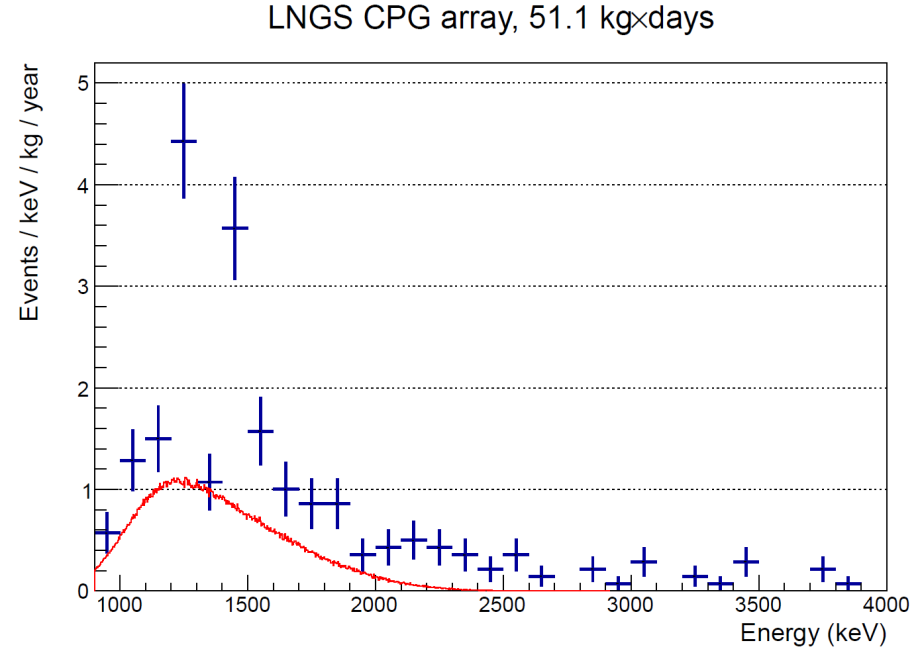 LNGS CPG array, 51.1 kg×days
Events / keV / kg / year
5
4
3
2
1
0
1000 1500 2000 2500 3000 3500 4000
Energy (keV)